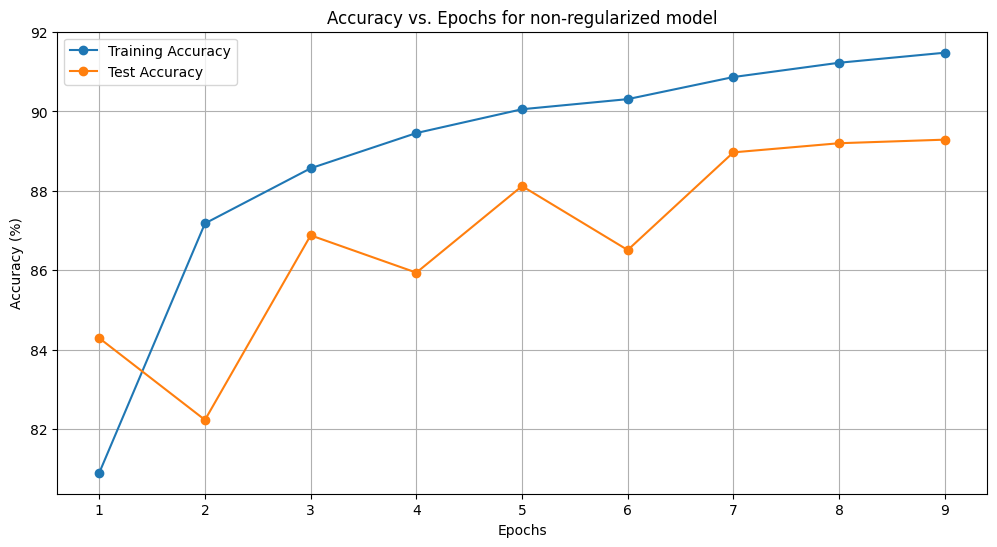 Accuracy vs. Epochs for non-regularized model
Training Accuracy
Test Accuracy
Accuracy (%)
92
90
88
86
84
82
1 2 3 4 5 6 7 8 9
Epochs